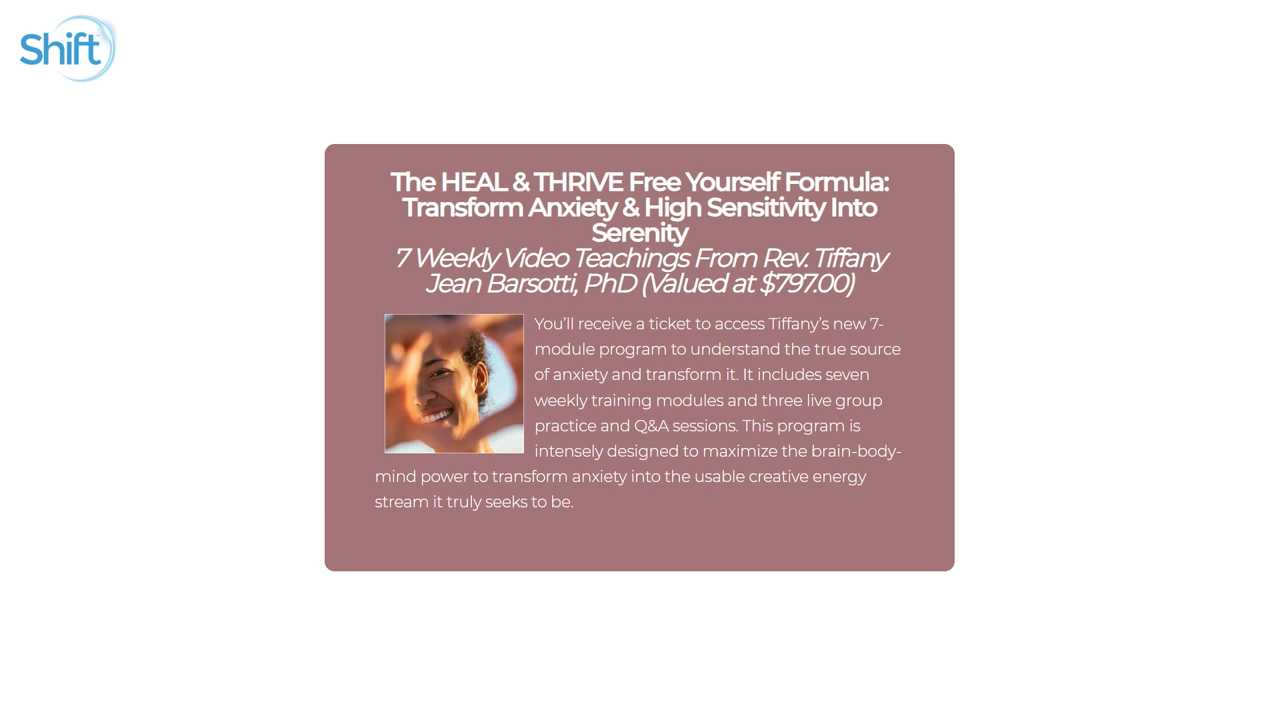 Shift
The HEAL & THRIVE Free Yourself Formula:
Transform Anxiety & High Sensitivity Into
Serenity
7 Weekly Video Teachings From Rev. Tiffany
Jean Barsotti, PhD (Valued at $797.00)
You’ll receive a ticket to access Tiffany’s new 7-
module program to understand the true source
of anxiety and transform it. It includes seven
weekly training modules and three live group
practice and Q&A sessions. This program is
intensely designed to maximize the brain-body-
mind power to transform anxiety into the usable creative energy
stream it truly seeks to be.